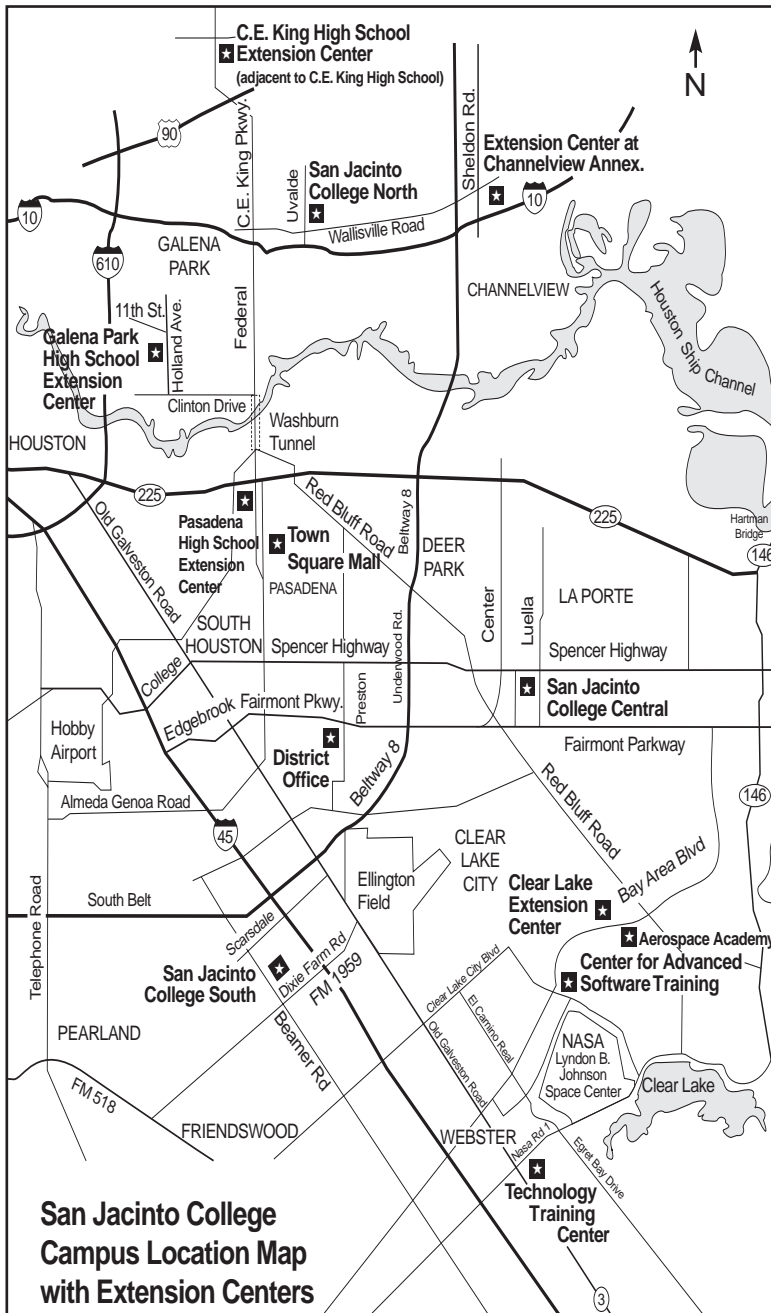 C.E. King High School
Extension Center
(adjacent to C.E. King High School)
N
90
C.E. King Pkwy.
Sheldon Rd.
Extension Center at
Channelview Annex.
San Jacinto
College North
Uvalde
10
10
Wallisville Road
GALENA
PARK
610
CHANNELVIEW
Houston Ship
Channel
11th St.
Holland Ave.
Federal
Galena Park
High School
Extension
Center
Clinton Drive
Washburn
Tunnel
HOUSTON
225
Old Galveston Road
Red Bluff Road
Beltway 8
225
Hartman
Bridge
146
Pasadena
High School
Extension
Center
Town
Square Mall
PASADENA
DEER
PARK
Center
Luella
LA PORTE
SOUTH
HOUSTON
Spencer Highway
Underwood Rd.
Spencer Highway
College
Edgebrook
Fairmont Pkwy.
Preston
San Jacinto
College Central
Hobby
Airport
District
Office
Beltway 8
Fairmont Parkway
Almeda Genoa Road
Red Bluff Road
146
45
CLEAR
LAKE
CITY
Bay Area Blvd
Telephone Road
South Belt
Ellington
Field
Clear Lake
Extension
Center
Scarsdale
Dixie Farm Rd
FM 1959
Aerospace Academy
Center for Advanced
Software Training
San Jacinto
College South
Clear Lake City Blvd
El Camino Real
PEARLAND
Beamer Rd
Old Galveston Road
NASA
Lyndon B.
Johnson
Space Center
Clear Lake
FM 518
FRIENDSWOOD
WEBSTER
Nasa Rd 1
Egret Bay Drive
Technology
Training
Center
San Jacinto College
Campus Location Map
with Extension Centers
3